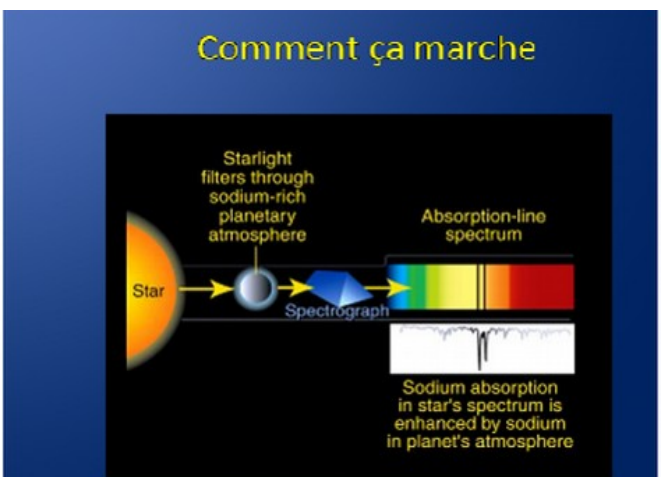 Comment ça marche
Starlight
filters through
sodium-rich
planetary
atmosphere
Absorption-line
spectrum
Star
Spectrograph
Sodium absorption
in star's spectrum is
enhanced by sodium
in planet's atmosphere